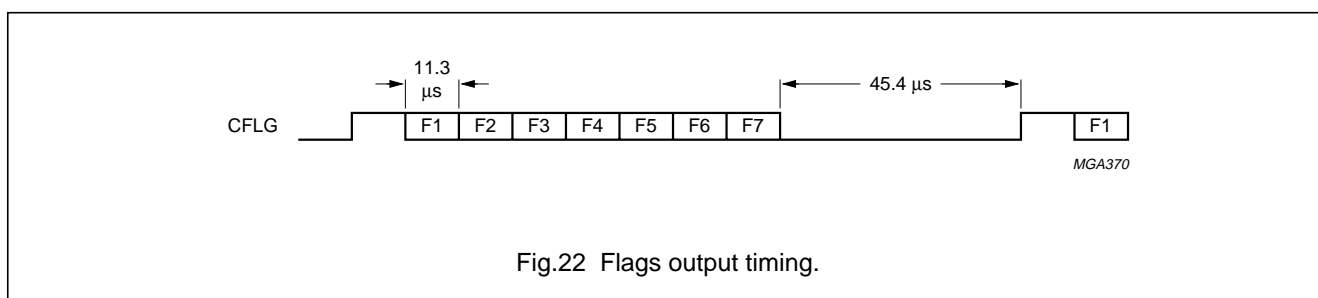 11.3
µs
45.4 µs
CFLG
F1
F2
F3
F4
F5
F6
F7
F1
MGA370
Fig.22 Flags output timing.